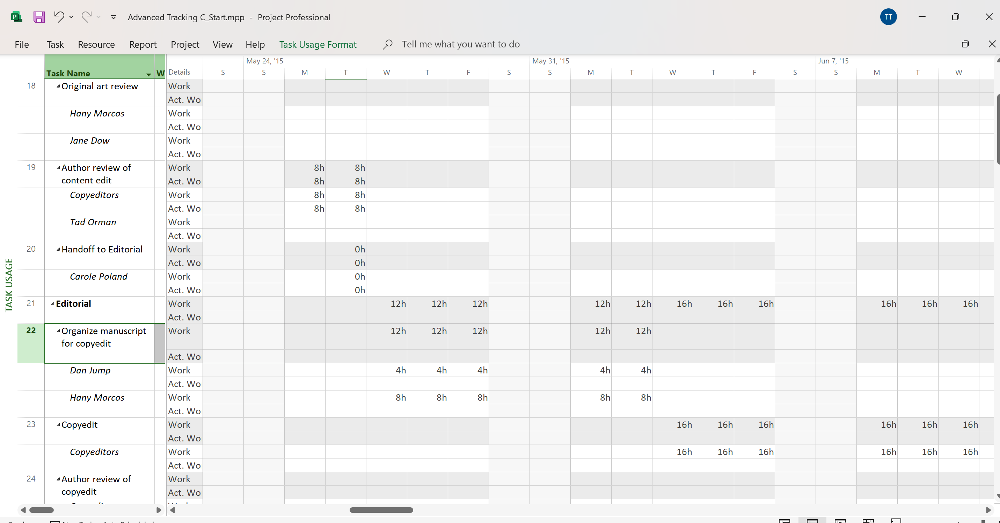 Advanced Tracking C_Start.mpp - Project Professional TT
File Task Resource Report Project View Help Task Usage Format Tell me what you want to do
May 24, '15 May 31, '15 Jun 7, '15
Task Name W Details S S M T W T F S S M T W T F S S M T W
18 Original art review Work
Act. Wo
Hany Morcos Work
Act. Wo
Jane Dow Work
Act. Wo
19 Author review of Work 8h 8h
content edit Act. Wo 8h 8h
Copyeditors Work 8h 8h
Act. Wo 8h 8h
Tad Orman Work
Act. Wo
20 Handoff to Editorial Work 0h
Act. Wo 0h
Carole Poland Work 0h
Act. Wo 0h
TASK USAGE
21 Editorial Work 12h 12h 12h 12h 12h 16h 16h 16h 16h 16h 16h
Act. Wo
22 Organize manuscript Work 12h 12h 12h 12h 12h
for copyedit
Act. Wo
Dan Jump Work 4h 4h 4h 4h 4h
Act. Wo
Hany Morcos Work 8h 8h 8h 8h 8h
Act. Wo
23 Copyedit Work 16h 16h 16h 16h 16h 16h
Act. Wo
Copyeditors Work 16h 16h 16h 16h 16h 16h
Act. Wo
24 Author review of Work
copyedit Act. Wo